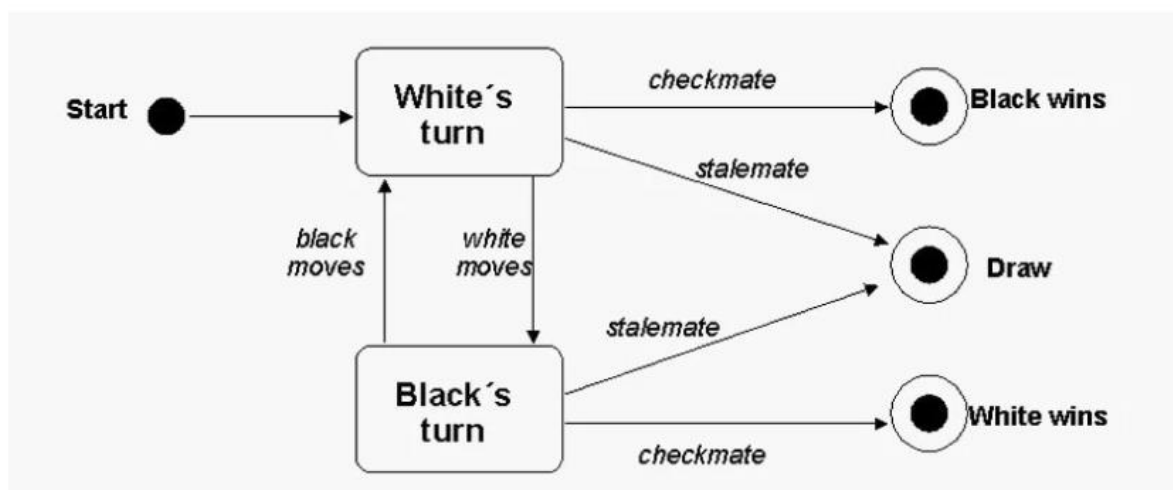 Start
White´s
turn
checkmate
Black wins
stalemate
black
moves
white
moves
Draw
stalemate
Black´s
turn
White wins
checkmate